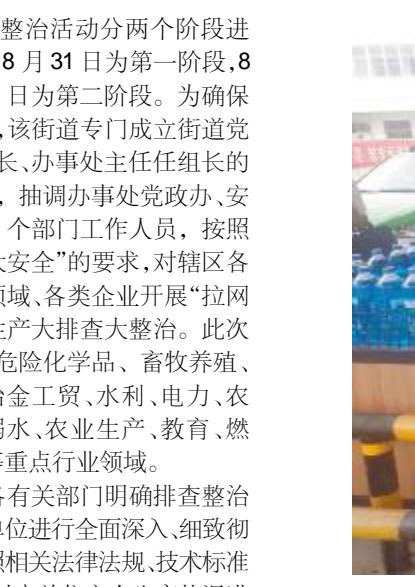 整治活动分两个阶段进
8月31日为第一阶段,8
日为第二阶段。为确保
,该街道专门成立街道党
长、办事处主任任组长的
,抽调办事处党政办、安
个部门工作人员,按照
大安全”的要求,对辖区各
领域、各类企业开展“拉网
生产大排查大整治。此次
危险化学品、畜牧养殖、
冶金工贸、水利、电力、农
溺水、农业生产、教育、燃
等重点行业领域。
各有关部门明确排查整治
单位进行全面深入、细致彻
照相关法律法规、技术标准